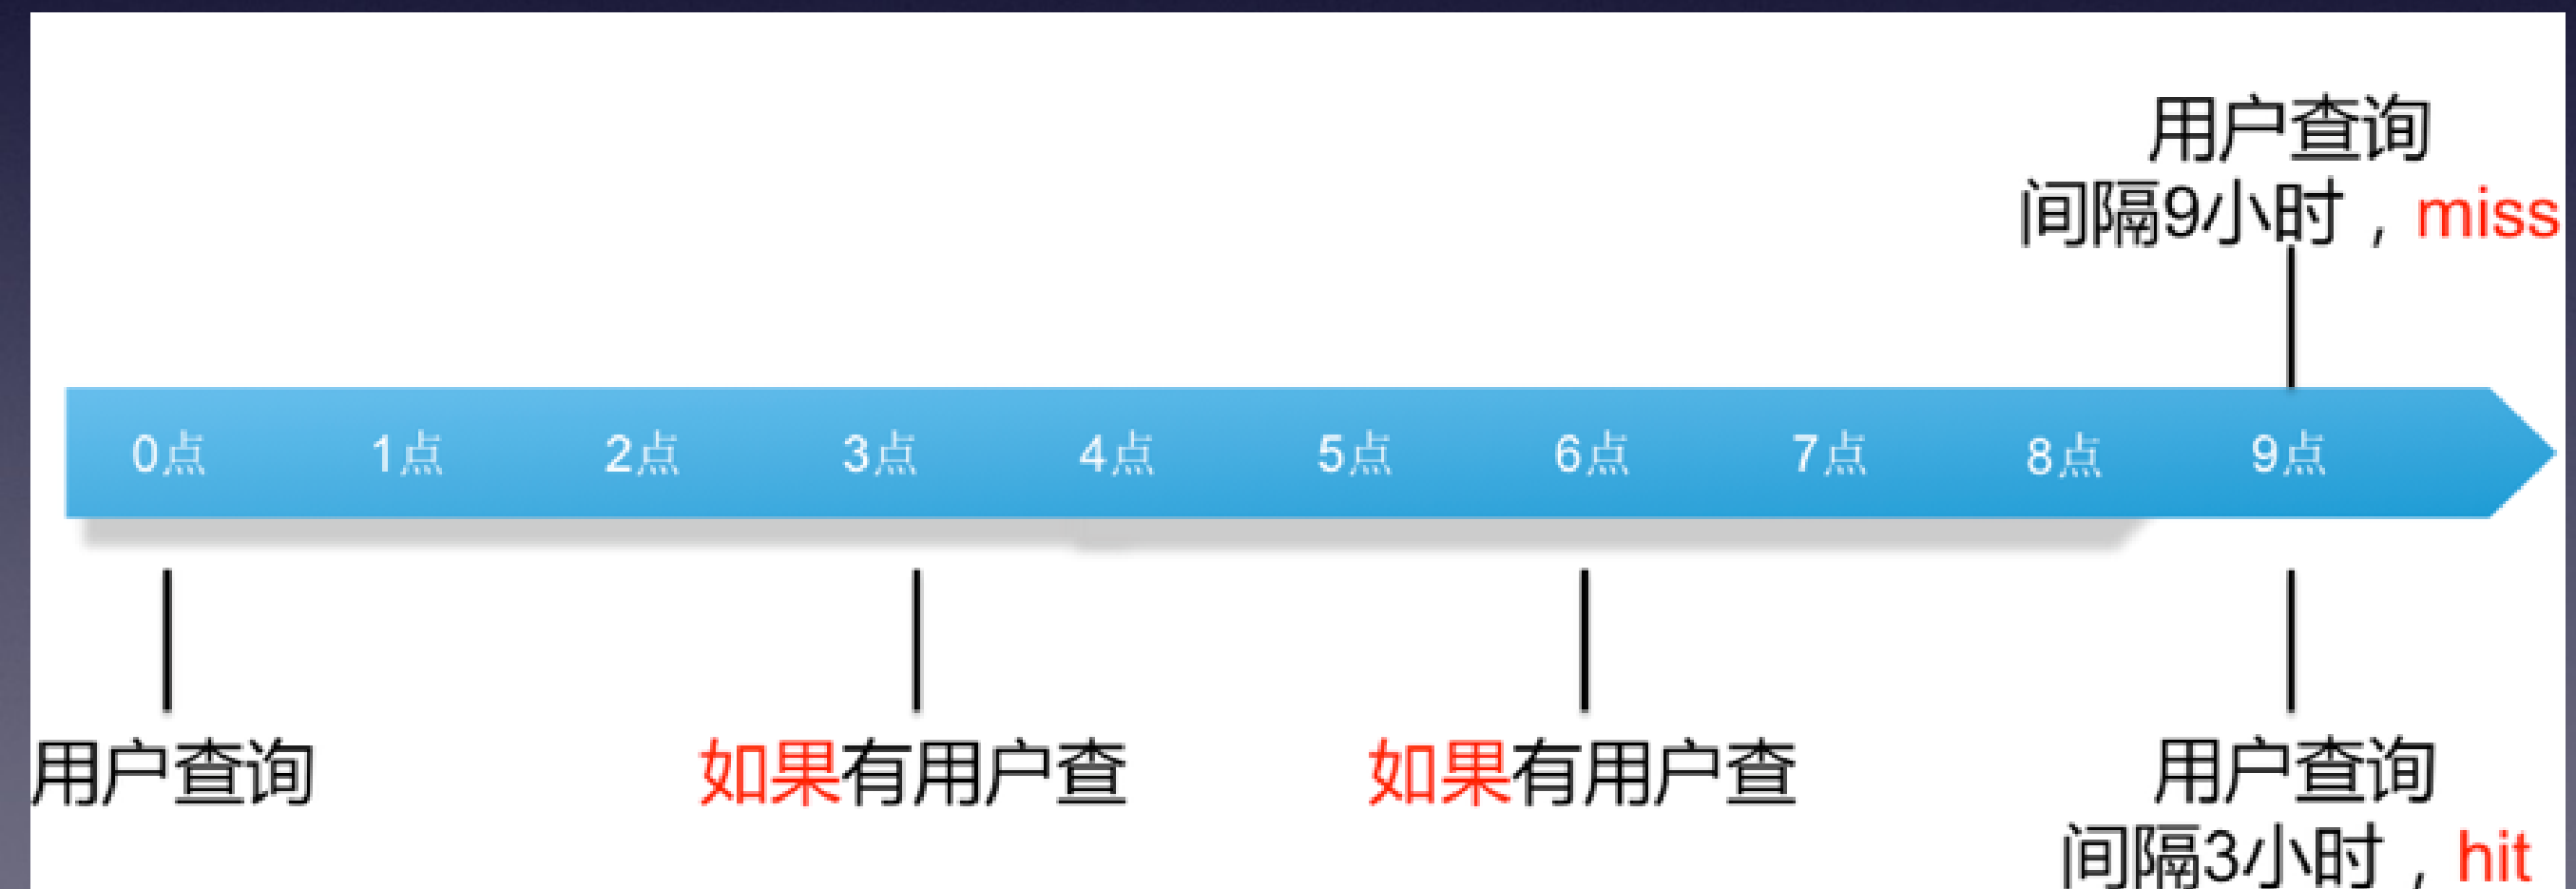 用户查询
间隔9小时，miss
0点 1点 2点 3点 4点 5点 6点 7点 8点 9点
用户查询
如果有用户查
如果有用户查
用户查询
间隔3小时，hit